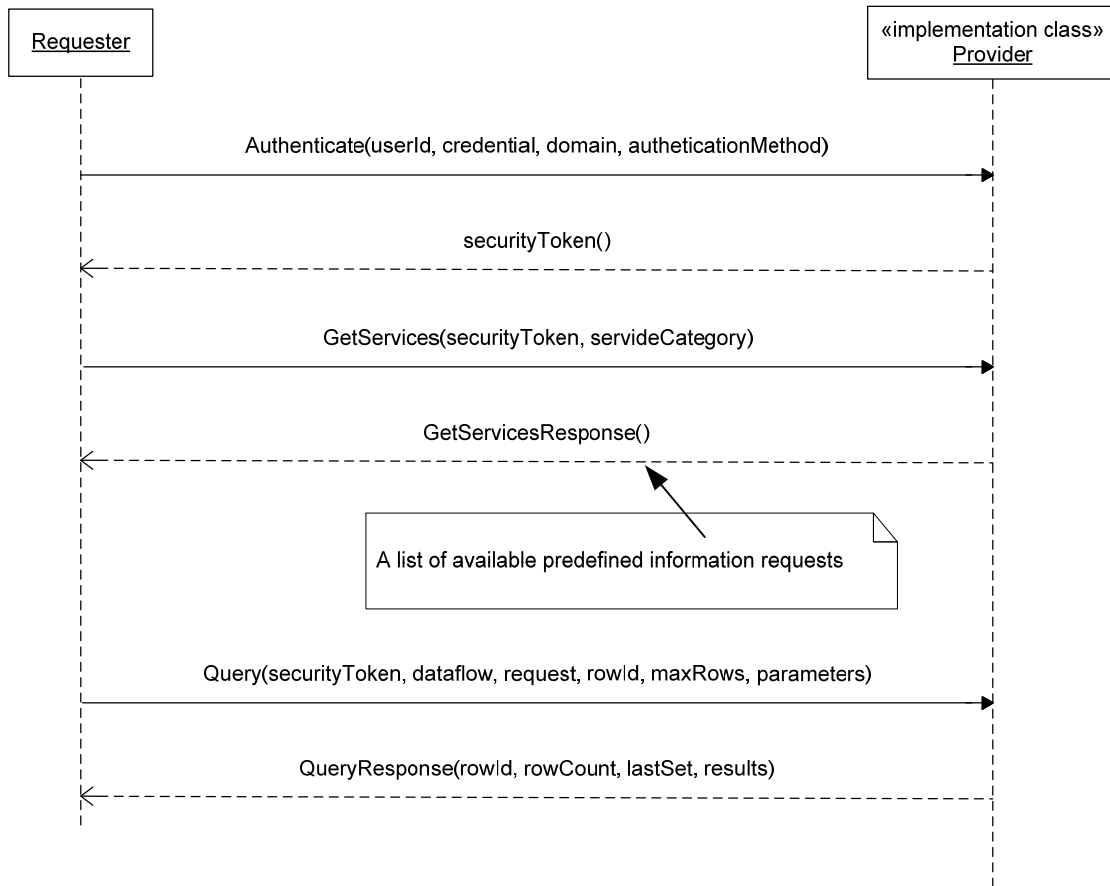 Requester
«implementation class»
Provider
Authenticate(userId, credential, domain, autheticationMethod)
securityToken()
GetServices(securityToken, servideCategory)
GetServicesResponse()
A list of available predefined information requests
Query(securityToken, dataflow, request, rowId, maxRows, parameters)
QueryResponse(rowId, rowCount, lastSet, results)